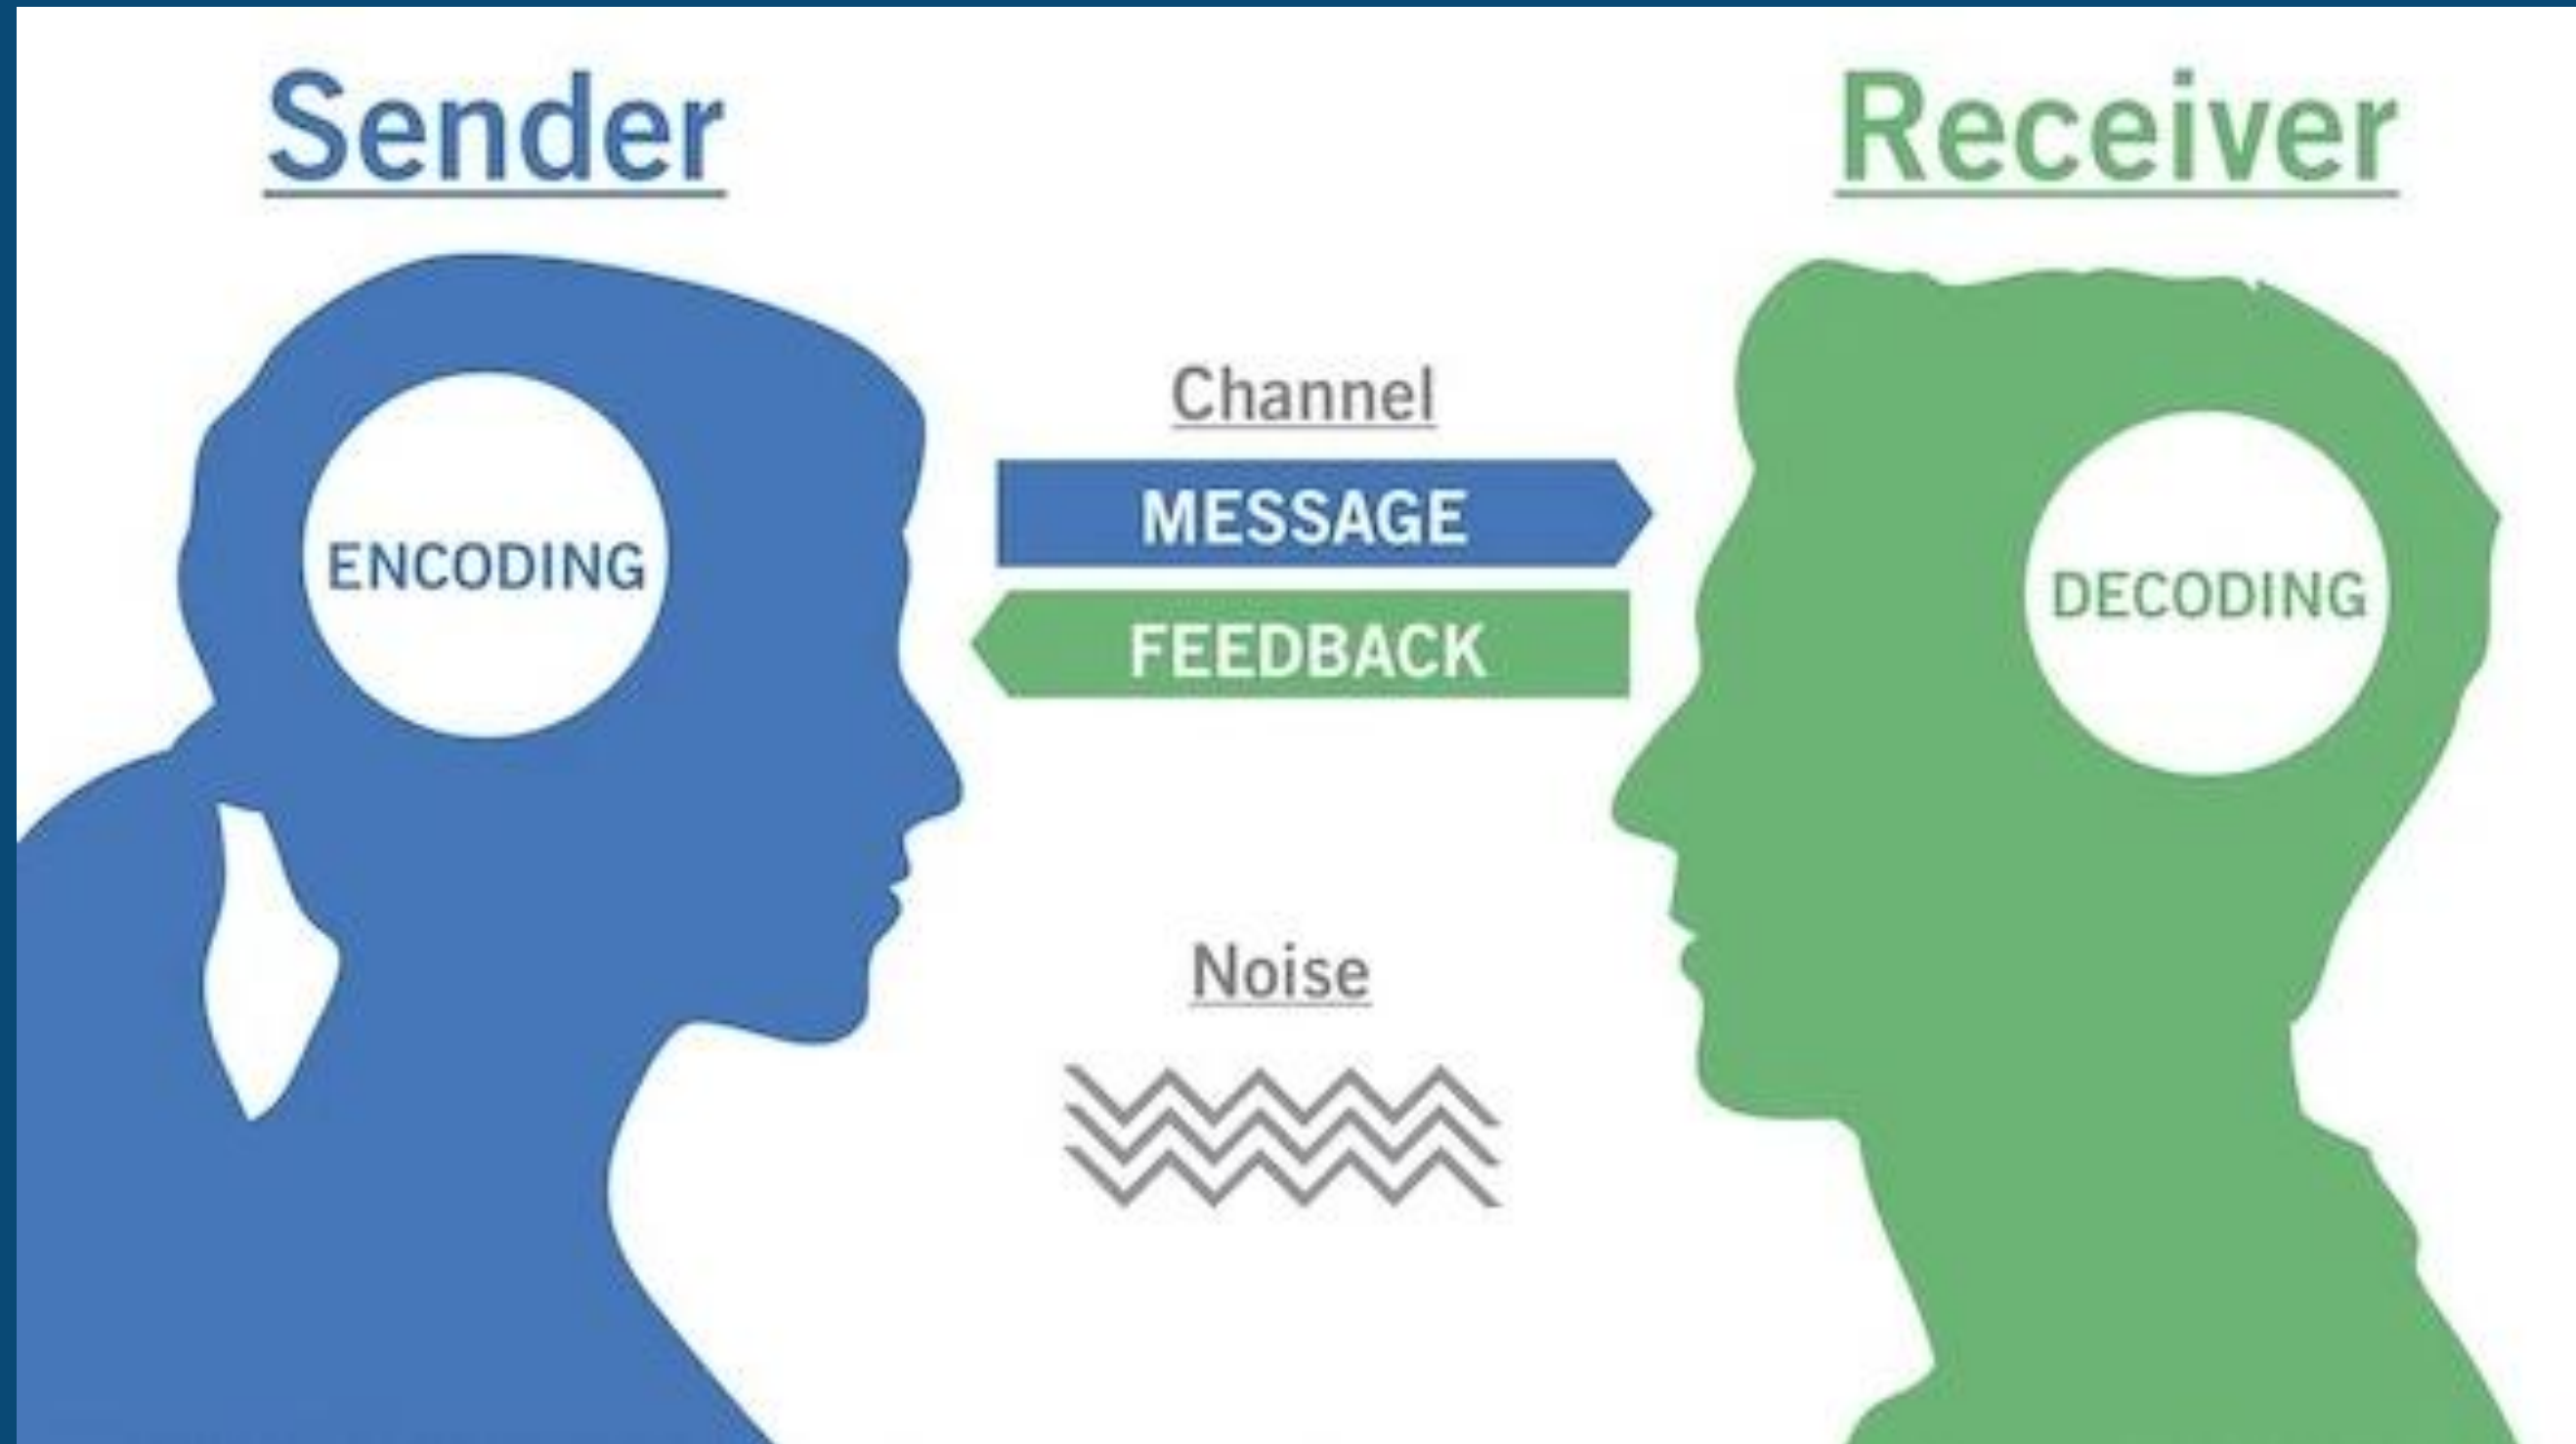 Sender
Receiver
Channel
MESSAGE
ENCODING
FEEDBACK
DECODING
Noise